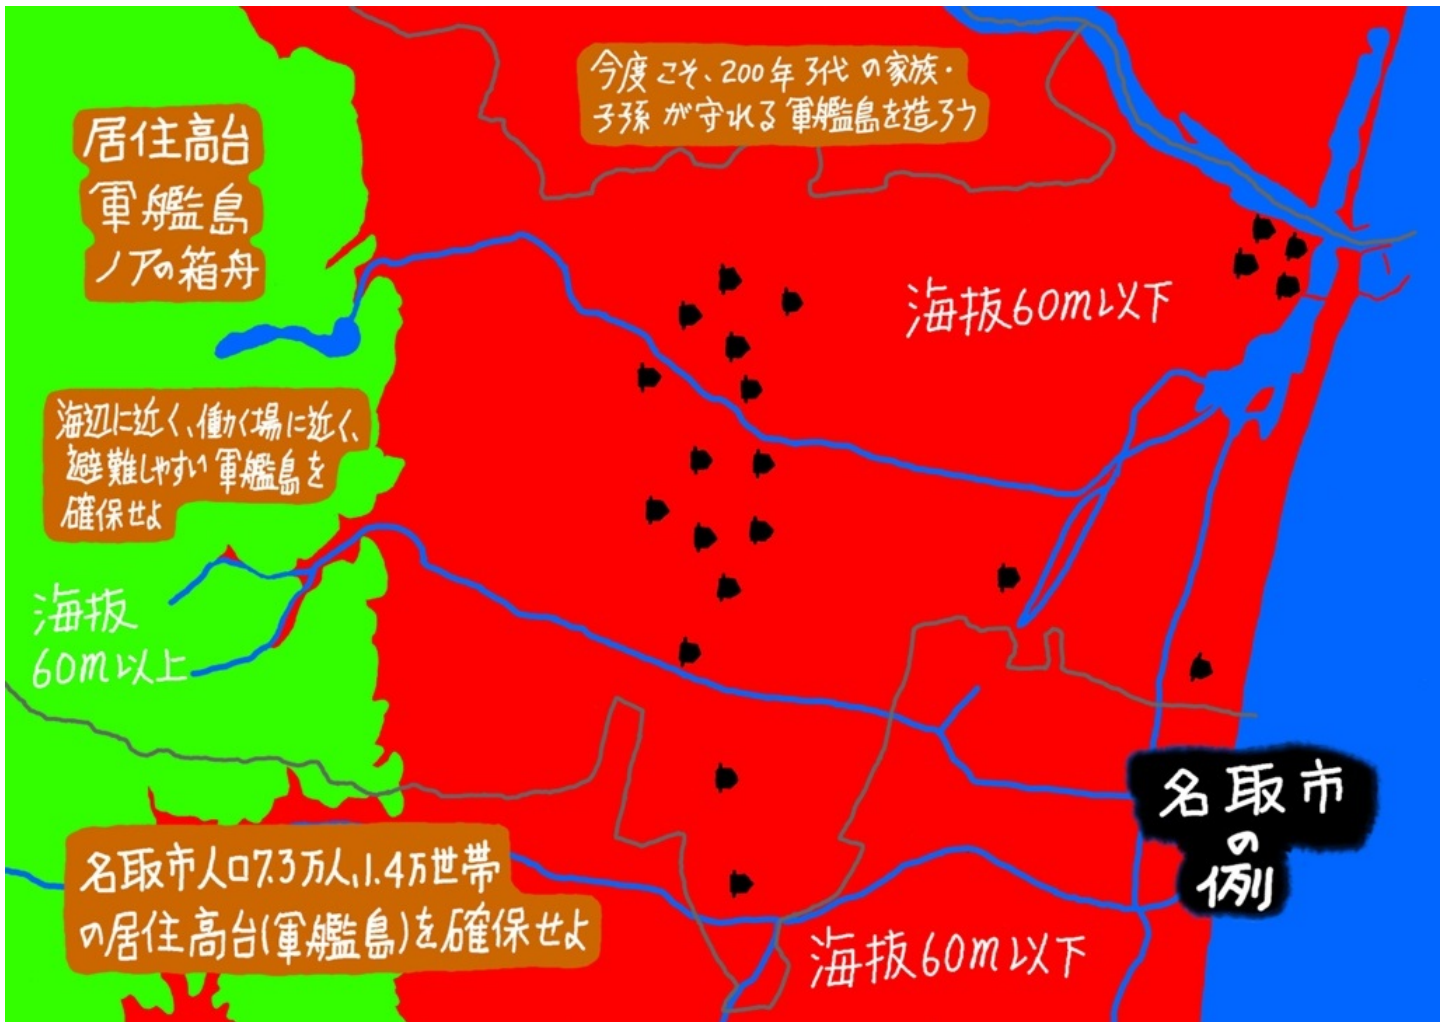 今度こそ、200年3代の家族・
子孫が守れる軍艦島を造ろう
居住高台
軍艦島
ノアの箱舟
海抜60m以下
海辺に近く、働く場に近く、
避難しやすい軍艦島を
確保せよ
海抜
60m以上
名取市
の
例
名取市人口7.3万人、1.4万世帯
の居住高台(軍艦島)を確保せよ
海抜60m以下